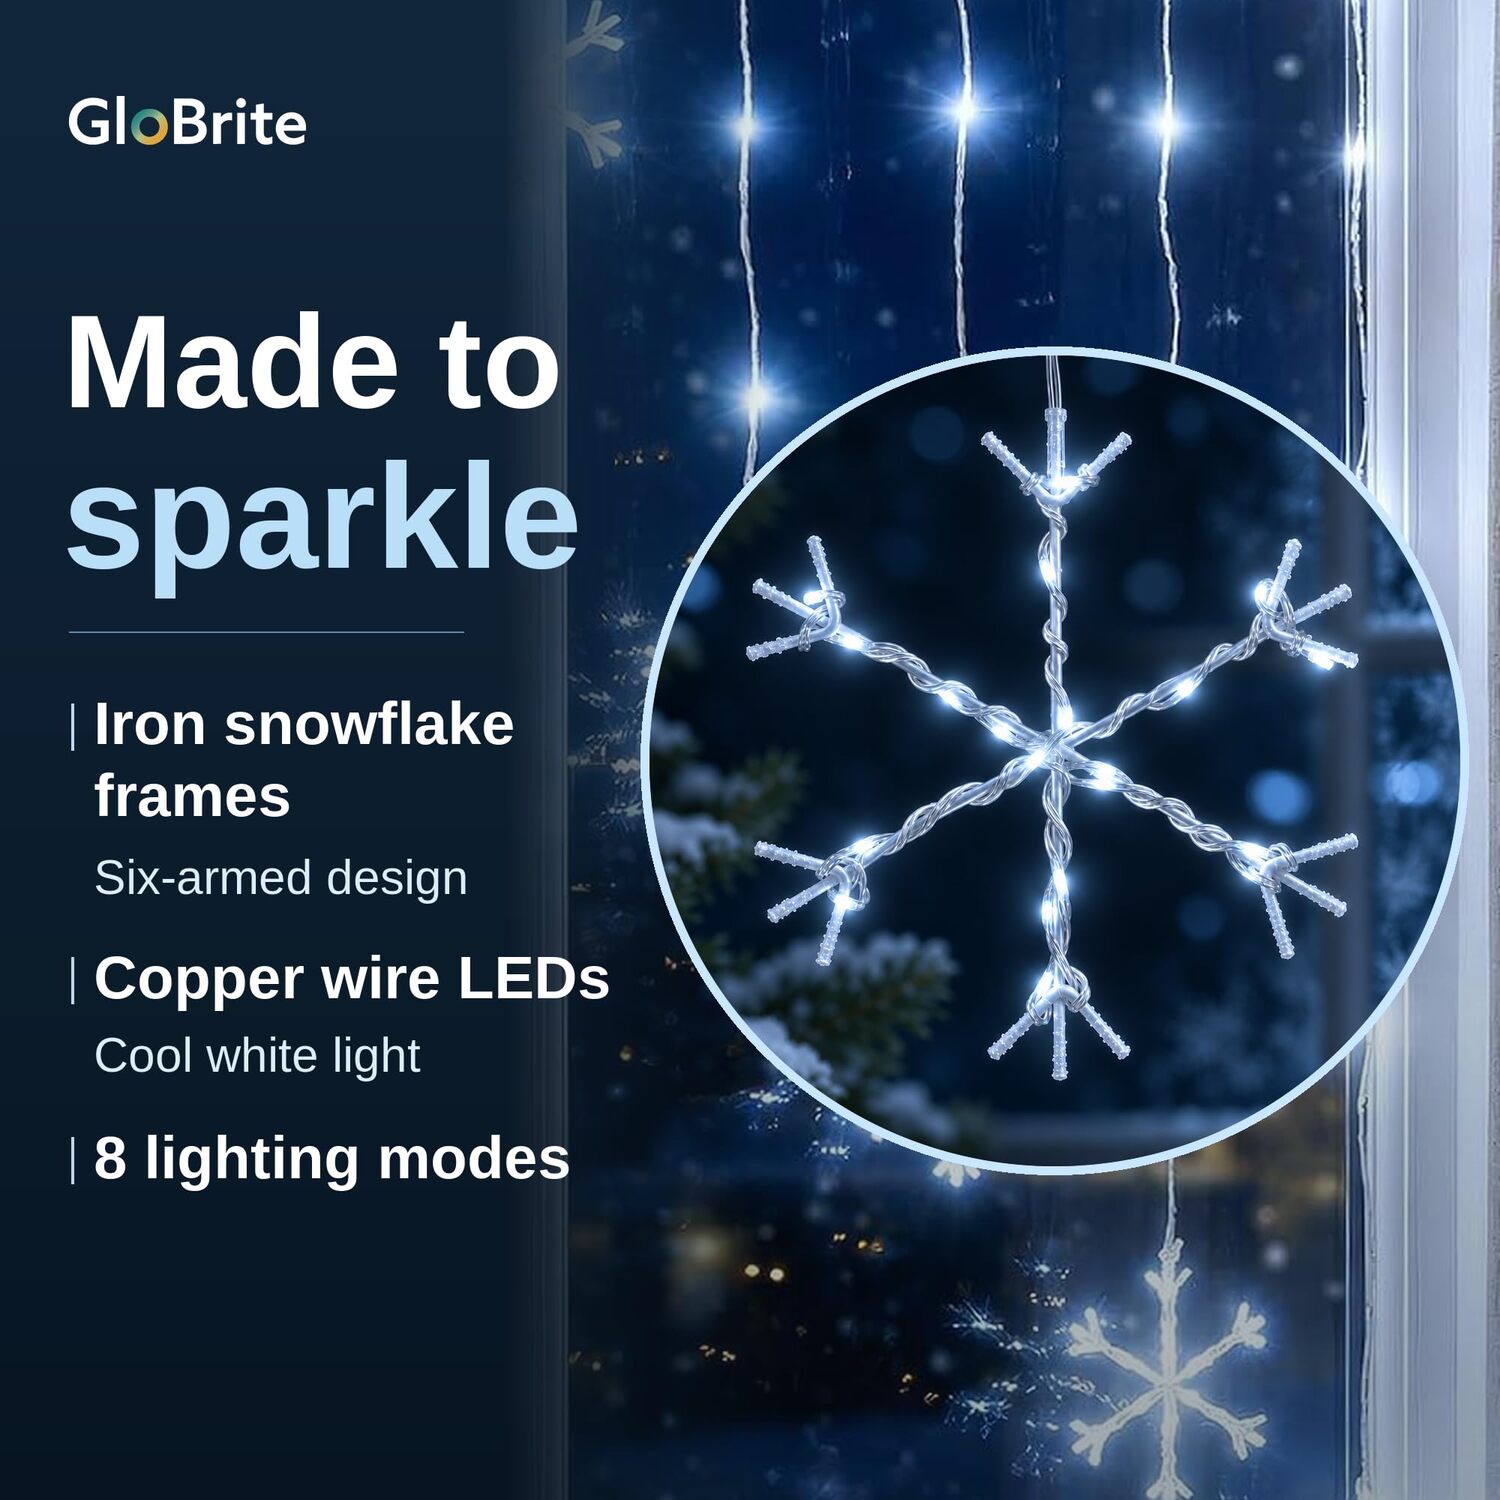 GloBrite
Made to
sparkle
Iron snowflake
frames
Six-armed design
Copper wire LEDs
Cool white light
8 lighting modes